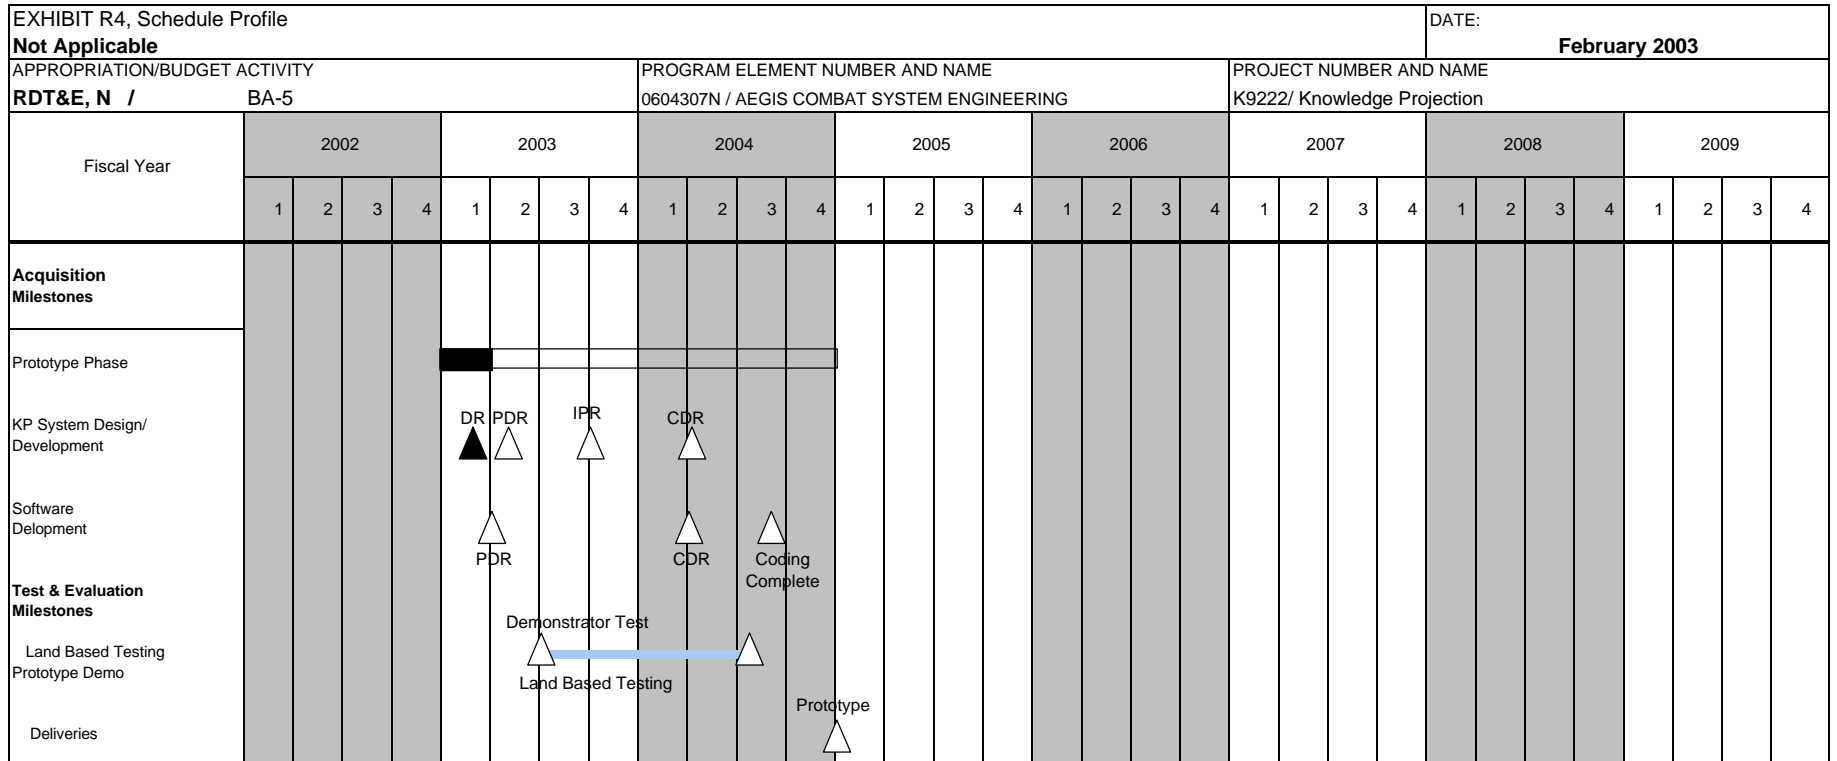 EXHIBIT R4, Schedule Profile
DATE:
Not Applicable
February 2003
APPROPRIATION/BUDGET ACTIVITY
PROGRAM ELEMENT NUMBER AND NAME
PROJECT NUMBER AND NAME
RDT&E, N / BA-5
0604307N / AEGIS COMBAT SYSTEM ENGINEERING
K9222/ Knowledge Projection
Fiscal Year
2002 2003 2004 2005 2006 2007 2008 2009
1 2 3 4 1 2 3 4 1 2 3 4 1 2 3 4 1 2 3 4 1 2 3 4 1 2 3 4 1 2 3 4
Acquisition
Milestones
Prototype Phase
KP System Design/
Development
DR PDR IPR CDR
Software
Delopment
PDR CDR Coding
Complete
Test & Evaluation
Milestones
Demonstrator Test
Land Based Testing
Prototype Demo
Land Based Testing
Prototype
Deliveries